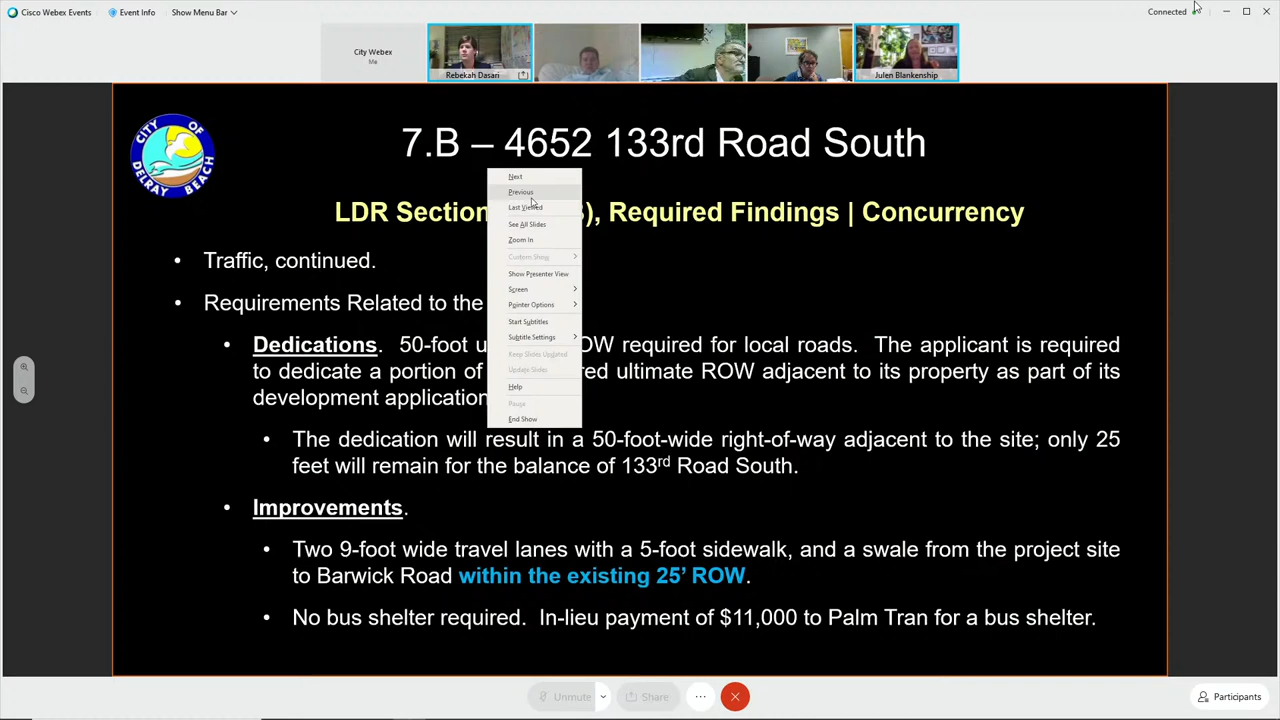 Cisco Webex Events Event Info Show Menu Bar Connected
City Webex
Me
Rebekah Dasari
Julen Blankenship
CITY OF DELRAY BEACH
7.B – 4652 133rd Road South
LDR Section ), Required Findings | Concurrency
• Traffic, continued.
• Requirements Related to the
• Dedications. 50-foot OW required for local roads. The applicant is required
to dedicate a portion of red ultimate ROW adjacent to its property as part of its
development application
• The dedication will result in a 50-foot-wide right-of-way adjacent to the site; only 25
feet will remain for the balance of 133rd Road South.
• Improvements.
• Two 9-foot wide travel lanes with a 5-foot sidewalk, and a swale from the project site
to Barwick Road within the existing 25’ ROW.
• No bus shelter required. In-lieu payment of $11,000 to Palm Tran for a bus shelter.
Next
Previous
Last Viewed
See All Slides
Zoom In
Custom Show
Show Presenter View
Screen
Pointer Options
Start Subtitles
Subtitle Settings
Keep Slides Updated
Update Slides
Help
Pause
End Show
Unmute
Share
Participants